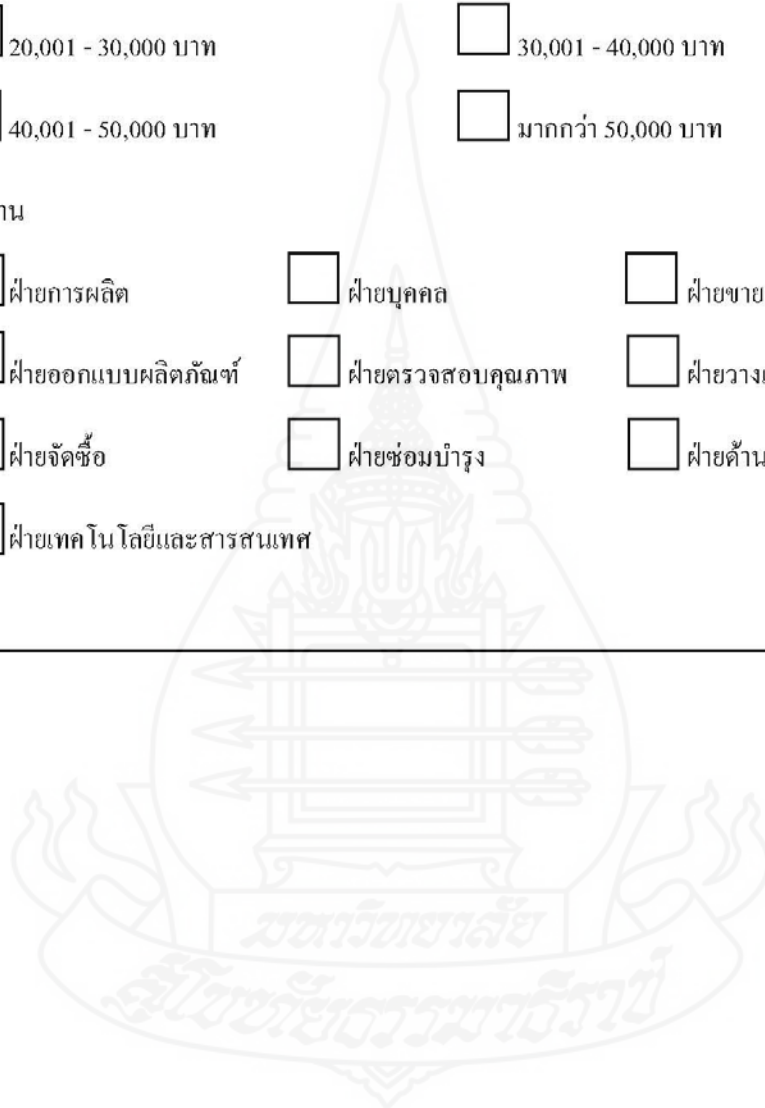 20,001 - 30,000 บาท 30,001 - 40,000 บาท
40,001 - 50,000 บาท มากกว่า 50,000 บาท
ฝ่ายการผลิต ฝ่ายบุคคล ฝ่ายขาย
ฝ่ายออกแบบผลิตภัณฑ์ ฝ่ายตรวจสอบคุณภาพ ฝ่ายวาง
ฝ่ายจัดซื้อ ฝ่ายซ่อมบำรุง ฝ่ายด้าน
ฝ่ายเทคโนโลยีและสารสนเทศ
มหาวิทยาลัย
สุโขทัยธรรมาธิราช